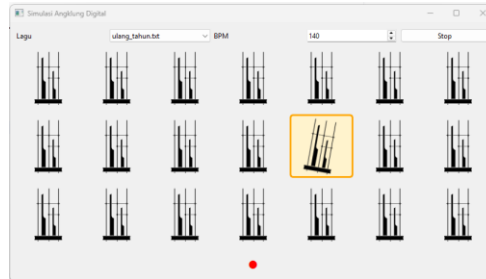 Simulasi Angklung Digital
Lagu ulang_tahun.txt BPM 140 Stop